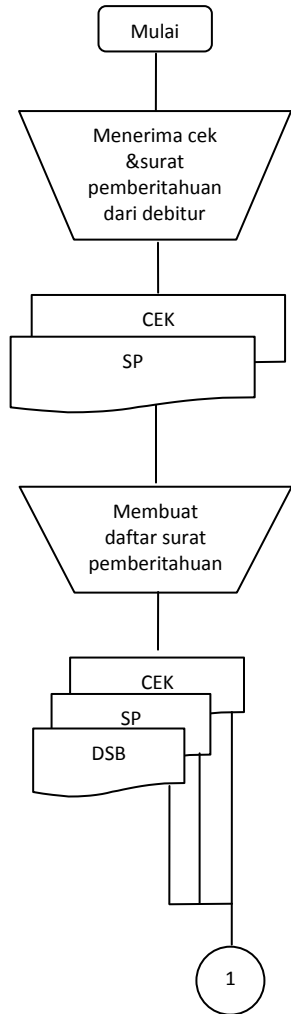 Mulai
Menerima cek
&surat
pemberitahuan
dari debitur
CEK
SP
Membuat
daftar surat
pemberitahuan
CEK
SP
DSB
1